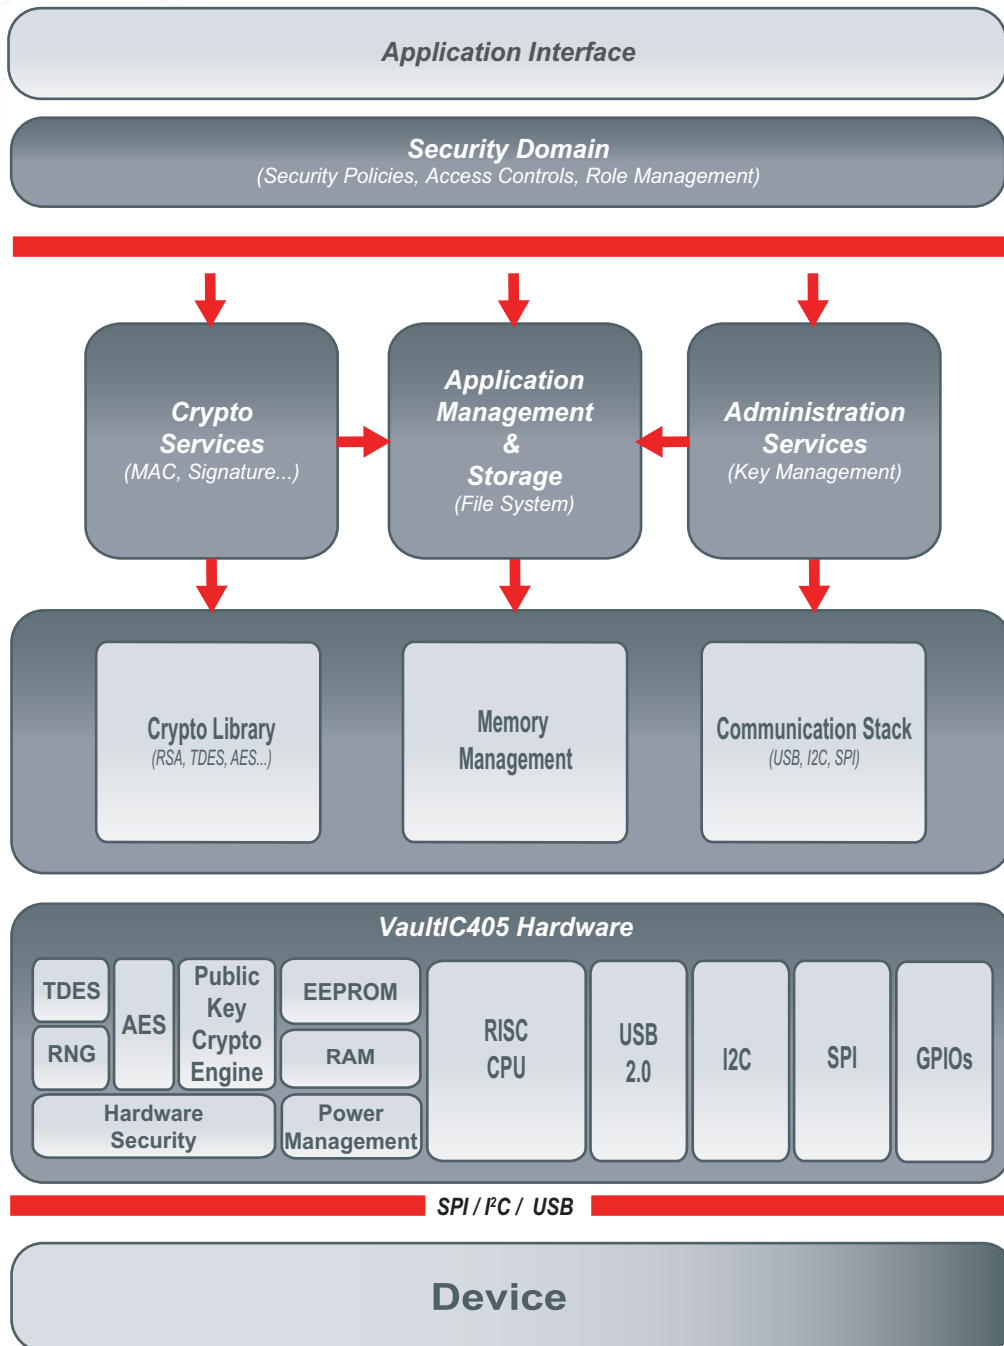 Application Interface
Security Domain
(Security Policies, Access Controls, Role Management)
Crypto
Services
(MAC, Signature...)
Application
Management
&
Storage
(File System)
Administration
Services
(Key Management)
Crypto Library
(RSA, TDES, AES...)
Memory
Management
Communication Stack
(USB, I2C, SPI)
VaultIC405 Hardware
TDES
RNG
AES
Public
Key
Crypto
Engine
Hardware
Security
EEPROM
RAM
Power
Management
RISC
CPU
USB
2.0
I2C
SPI
GPIOs
SPI / I²C / USB
Device